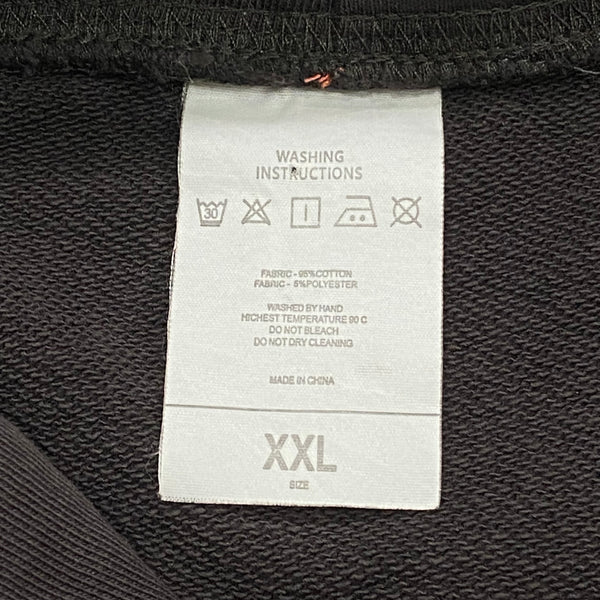 WASHING
INSTRUCTIONS
30
FABRIC - 95%COTTON
FABRIC - 5%POLYESTER
WASHED BY HAND
HIGHEST TEMPERATURE 90 C
DO NOT BLEACH
DO NOT DRY CLEANING
MADE IN CHINA
XXL
SIZE